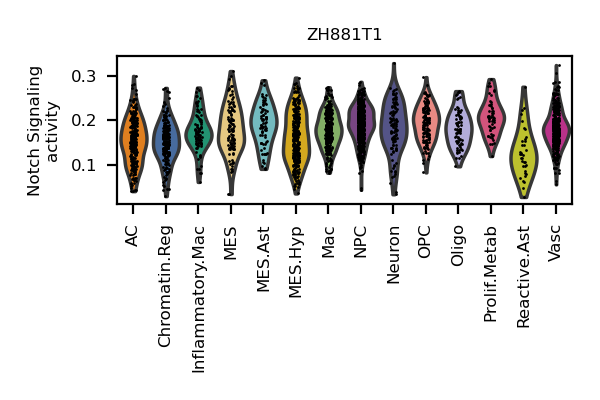 ZH881T1
Notch Signaling
activity
0.3
0.2
0.1
AC
Chromatin.Reg
Inflammatory.Mac
MES
MES.Ast
MES.Hyp
Mac
NPC
Neuron
OPC
Oligo
Prolif.Metab
Reactive.Ast
Vasc